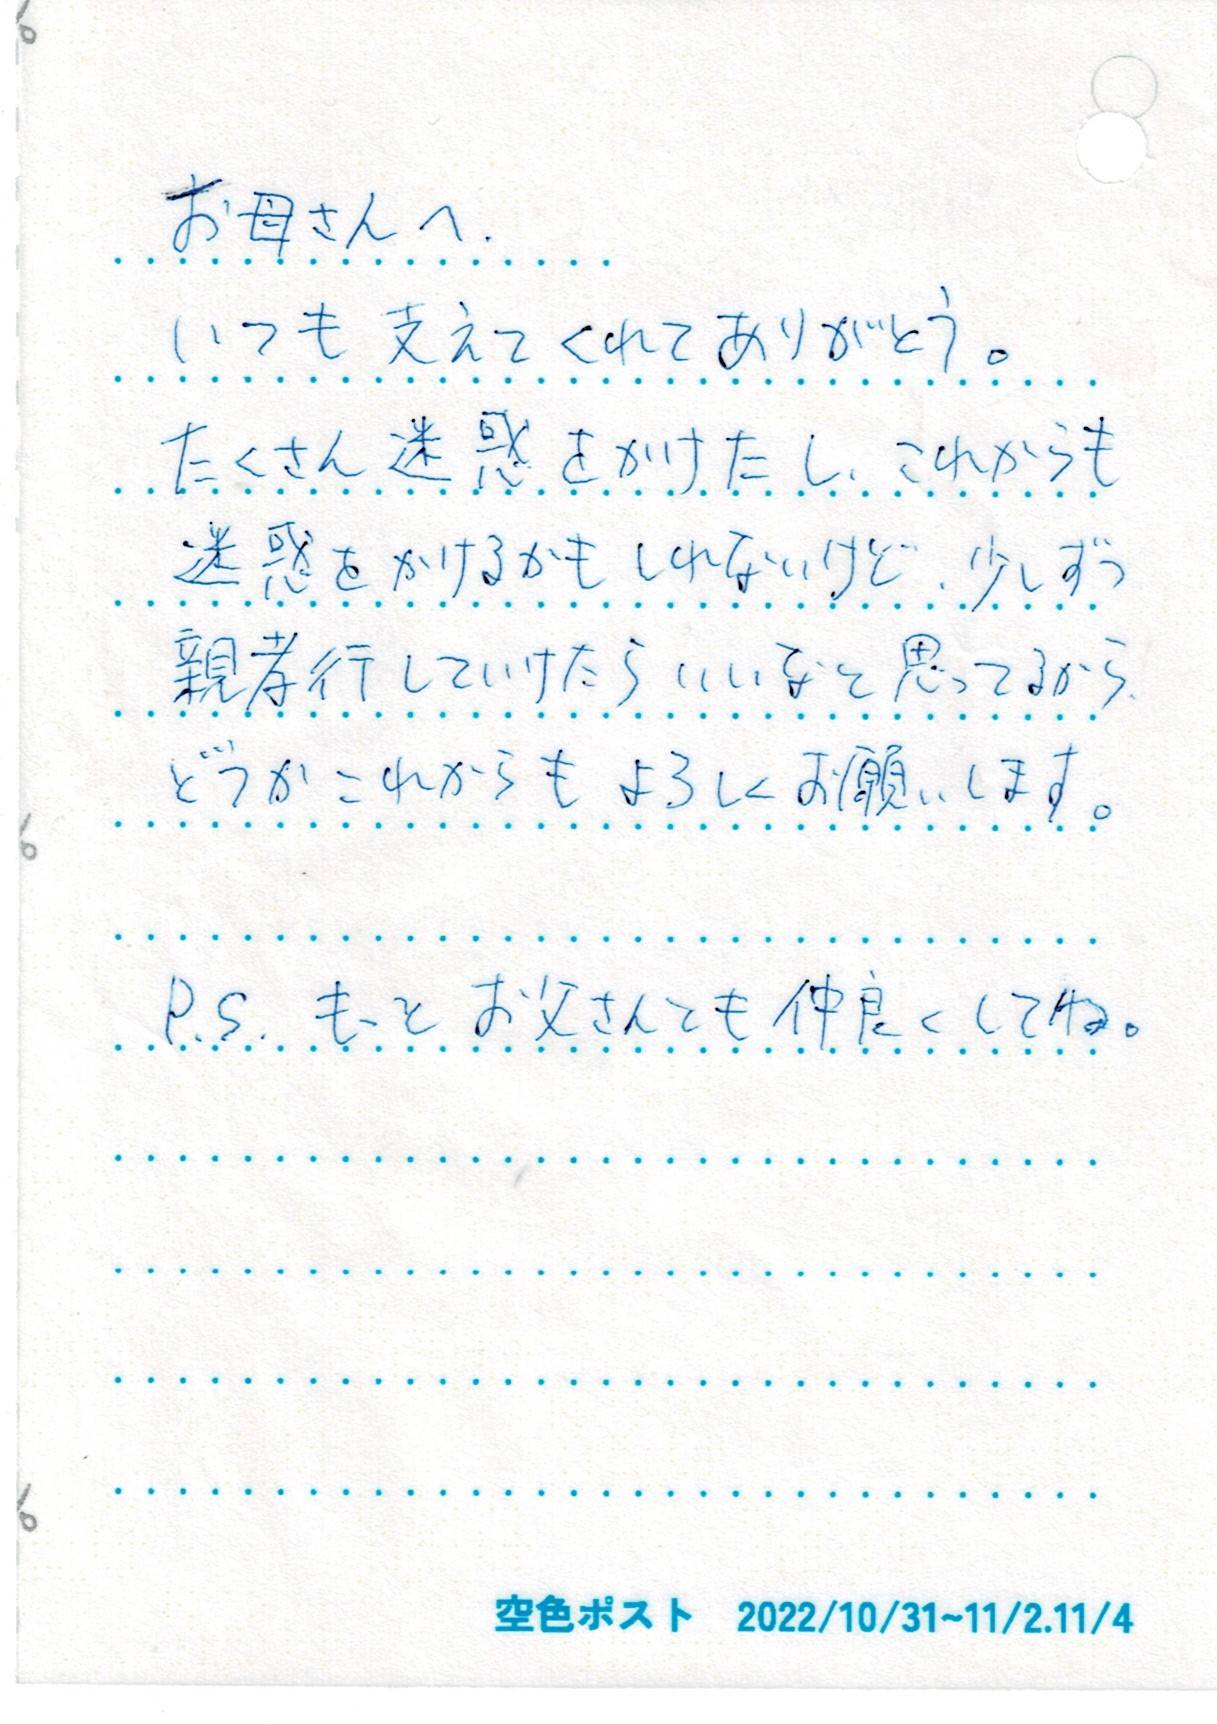 お母さんへ.
いつも支えてくれてありがとう。
たくさん迷惑をかけたし、これからも
迷惑をかけるかもしれないけど、少しずつ
親孝行していけたらいいなと思ってるから、
どうかこれからもよろしくお願いします。
P.S. もっとお父さんとも仲良くしてね。
空色ポスト 2022/10/31~11/2.11/4